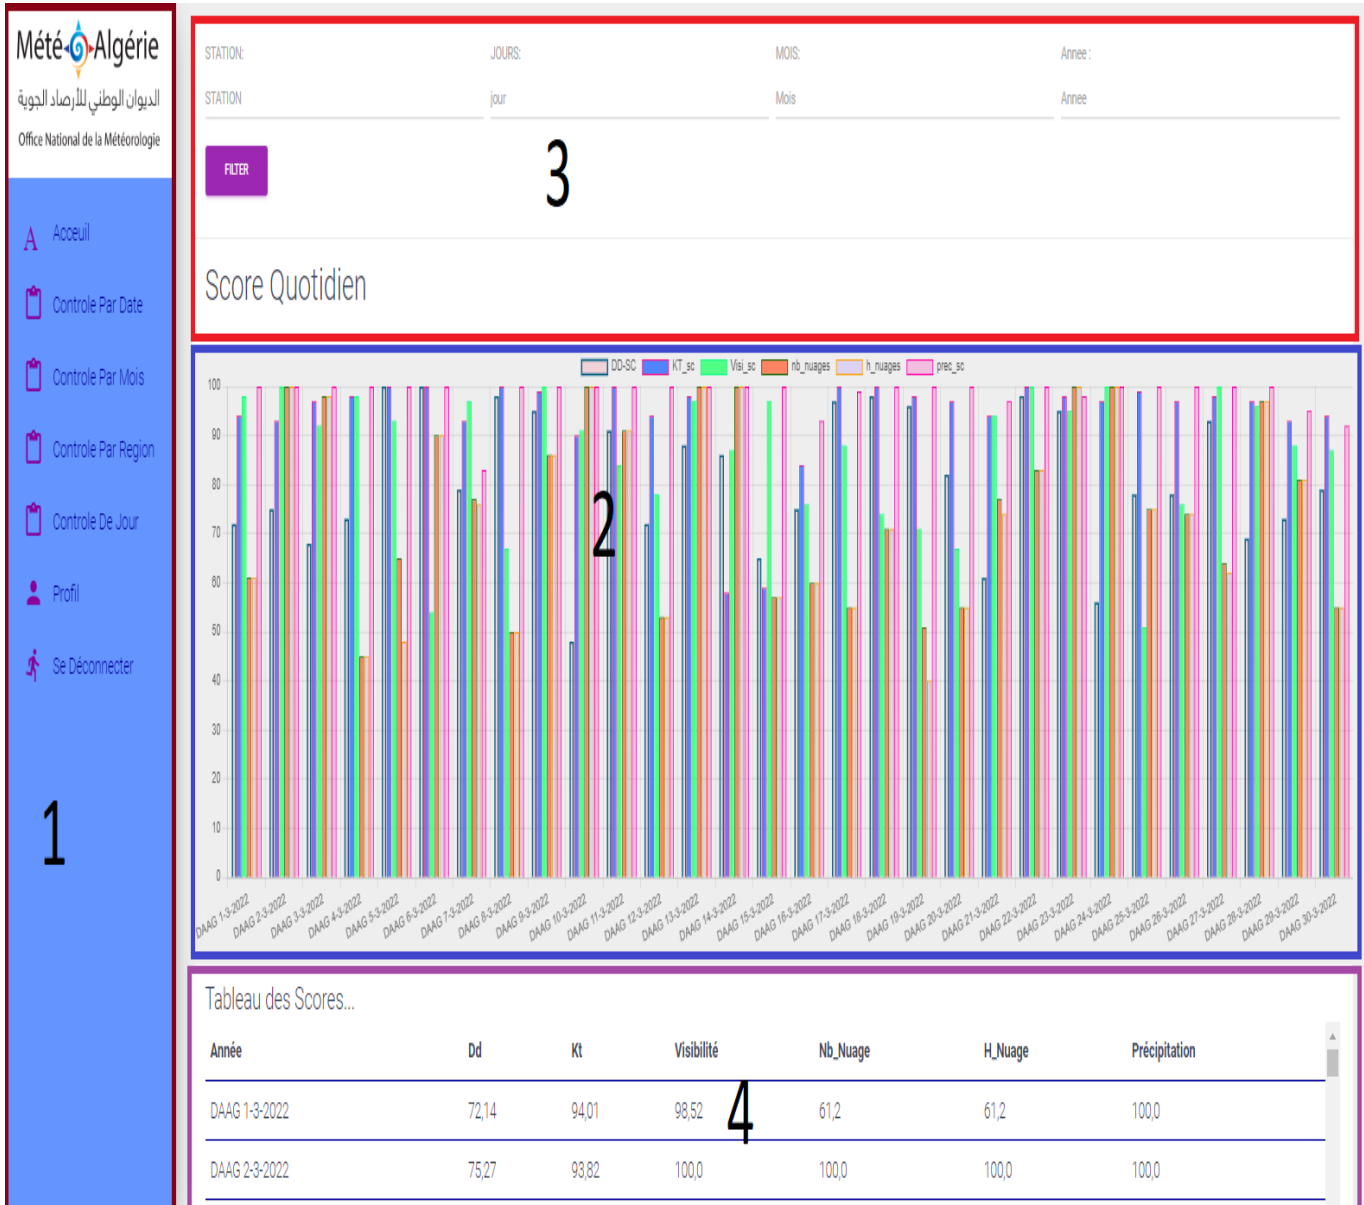 Mété Algérie
الديوان الوطني للأرصاد الجوية
Office National de la Météorologie
A Acceuil
Controle Par Date
Controle Par Mois
Controle Par Region
Controle De Jour
Profil
Se Déconnecter
1
STATION: JOURS: MOIS: Annee :
STATION jour Mois Annee
FILTER
3
Score Quotidien
DD-SC KT_sc Visi_sc nb_nuages h_nuages prec_sc
100
90
80
70
60
50
40
30
20
10
0
2
DAAG 1-3-2022 DAAG 2-3-2022 DAAG 3-3-2022 DAAG 4-3-2022 DAAG 5-3-2022 DAAG 6-3-2022 DAAG 7-3-2022 DAAG 8-3-2022 DAAG 9-3-2022 DAAG 10-3-2022 DAAG 11-3-2022 DAAG 12-3-2022 DAAG 13-3-2022 DAAG 14-3-2022 DAAG 15-3-2022 DAAG 16-3-2022 DAAG 17-3-2022 DAAG 18-3-2022 DAAG 19-3-2022 DAAG 20-3-2022 DAAG 21-3-2022 DAAG 22-3-2022 DAAG 23-3-2022 DAAG 24-3-2022 DAAG 25-3-2022 DAAG 26-3-2022 DAAG 27-3-2022 DAAG 28-3-2022 DAAG 29-3-2022 DAAG 30-3-2022
Tableau des Scores...
Année Dd Kt Visibilité Nb_Nuage H_Nuage Précipitation
4
DAAG 1-3-2022 72,14 94,01 98,52 61,2 61,2 100,0
DAAG 2-3-2022 75,27 93,82 100,0 100,0 100,0 100,0